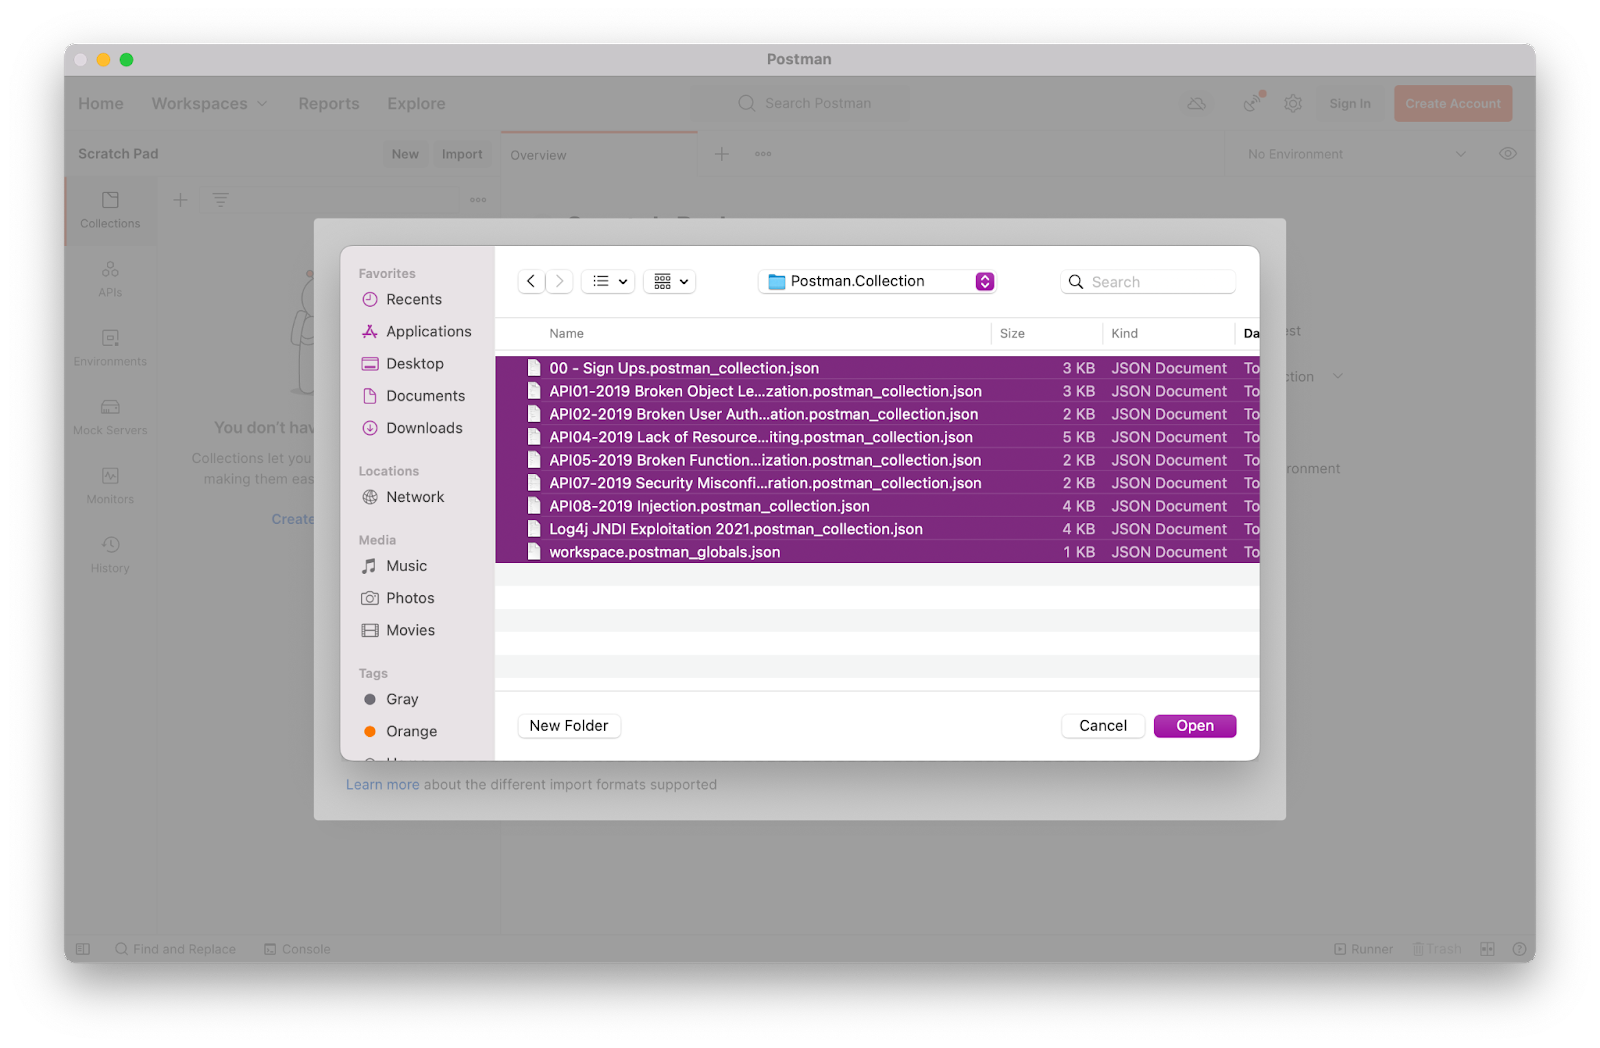 Postman
Home Workspaces Reports Explore Search Postman Sign In Create Account
Scratch Pad New Import Overview No Environment
Collections
APIs
Environments
Mock Servers
Monitors
History
You don't hav
Collections let you
making them eas
Create
Favorites
Recents
Applications
Desktop
Documents
Downloads
Locations
Network
Media
Music
Photos
Movies
Tags
Gray
Orange
Postman.Collection Search
Name Size Kind Da
00 - Sign Ups.postman_collection.json 3 KB JSON Document To
API01-2019 Broken Object Le...zation.postman_collection.json 3 KB JSON Document To
API02-2019 Broken User Auth...ation.postman_collection.json 2 KB JSON Document To
API04-2019 Lack of Resource...iting.postman_collection.json 5 KB JSON Document To
API05-2019 Broken Function...ization.postman_collection.json 2 KB JSON Document To
API07-2019 Security Misconfi...ration.postman_collection.json 2 KB JSON Document To
API08-2019 Injection.postman_collection.json 4 KB JSON Document To
Log4j JNDI Exploitation 2021.postman_collection.json 4 KB JSON Document To
workspace.postman_globals.json 1 KB JSON Document To
New Folder Cancel Open
est
ction
ronment
Learn more about the different import formats supported
Find and Replace Console Runner Trash